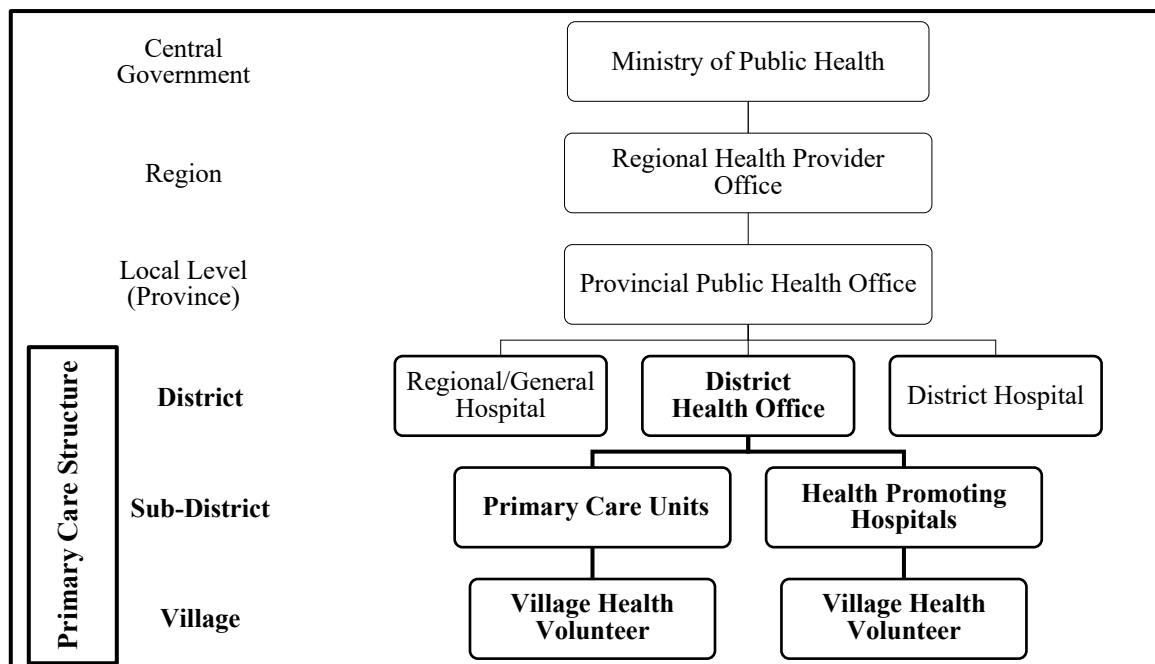 Central
Government
Ministry of Public Health
Region
Regional Health Provider
Office
Local Level
(Province)
Provincial Public Health Office
Primary Care Structure
District
Regional/General
Hospital
District
Health Office
District Hospital
Sub-District
Primary Care Units
Health Promoting
Hospitals
Village
Village Health
Volunteer
Village Health
Volunteer